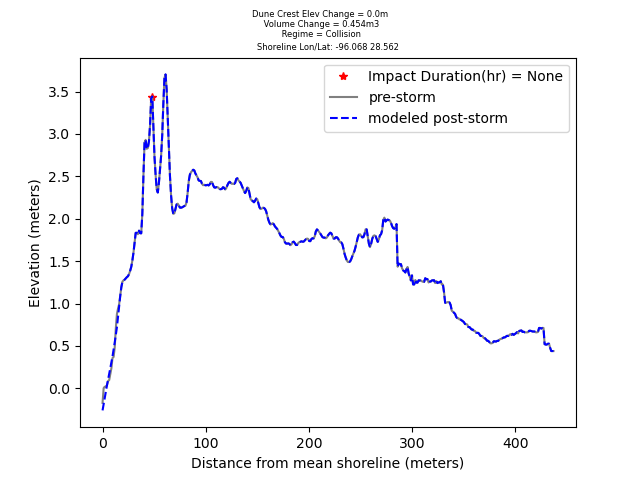 Dune Crest Elev Change = 0.0m
Volume Change = 0.454m3
Regime = Collision
Shoreline Lon/Lat: -96.068 28.562
Impact Duration(hr) = None
pre-storm
modeled post-storm
Elevation (meters)
3.5
3.0
2.5
2.0
1.5
1.0
0.5
0.0
0 100 200 300 400
Distance from mean shoreline (meters)